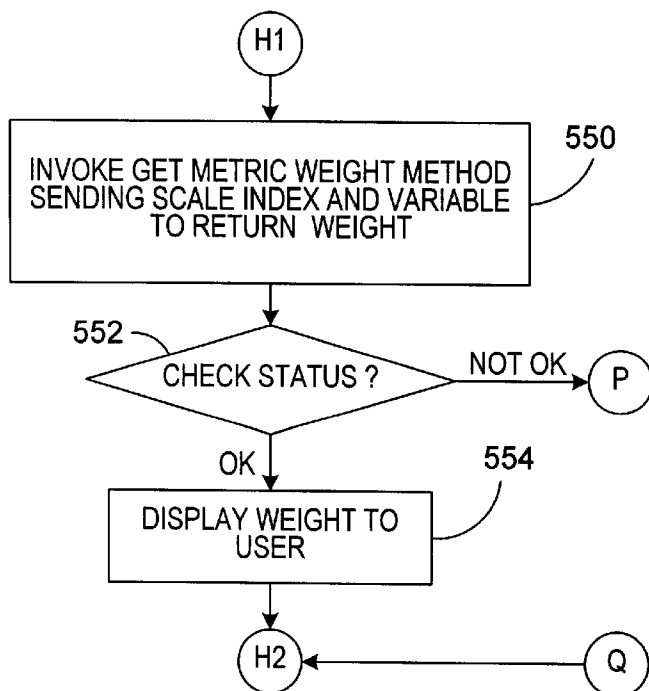 H1
550
INVOKE GET METRIC WEIGHT METHOD
SENDING SCALE INDEX AND VARIABLE
TO RETURN WEIGHT
552
CHECK STATUS ?
NOT OK
P
OK
554
DISPLAY WEIGHT TO
USER
H2
Q